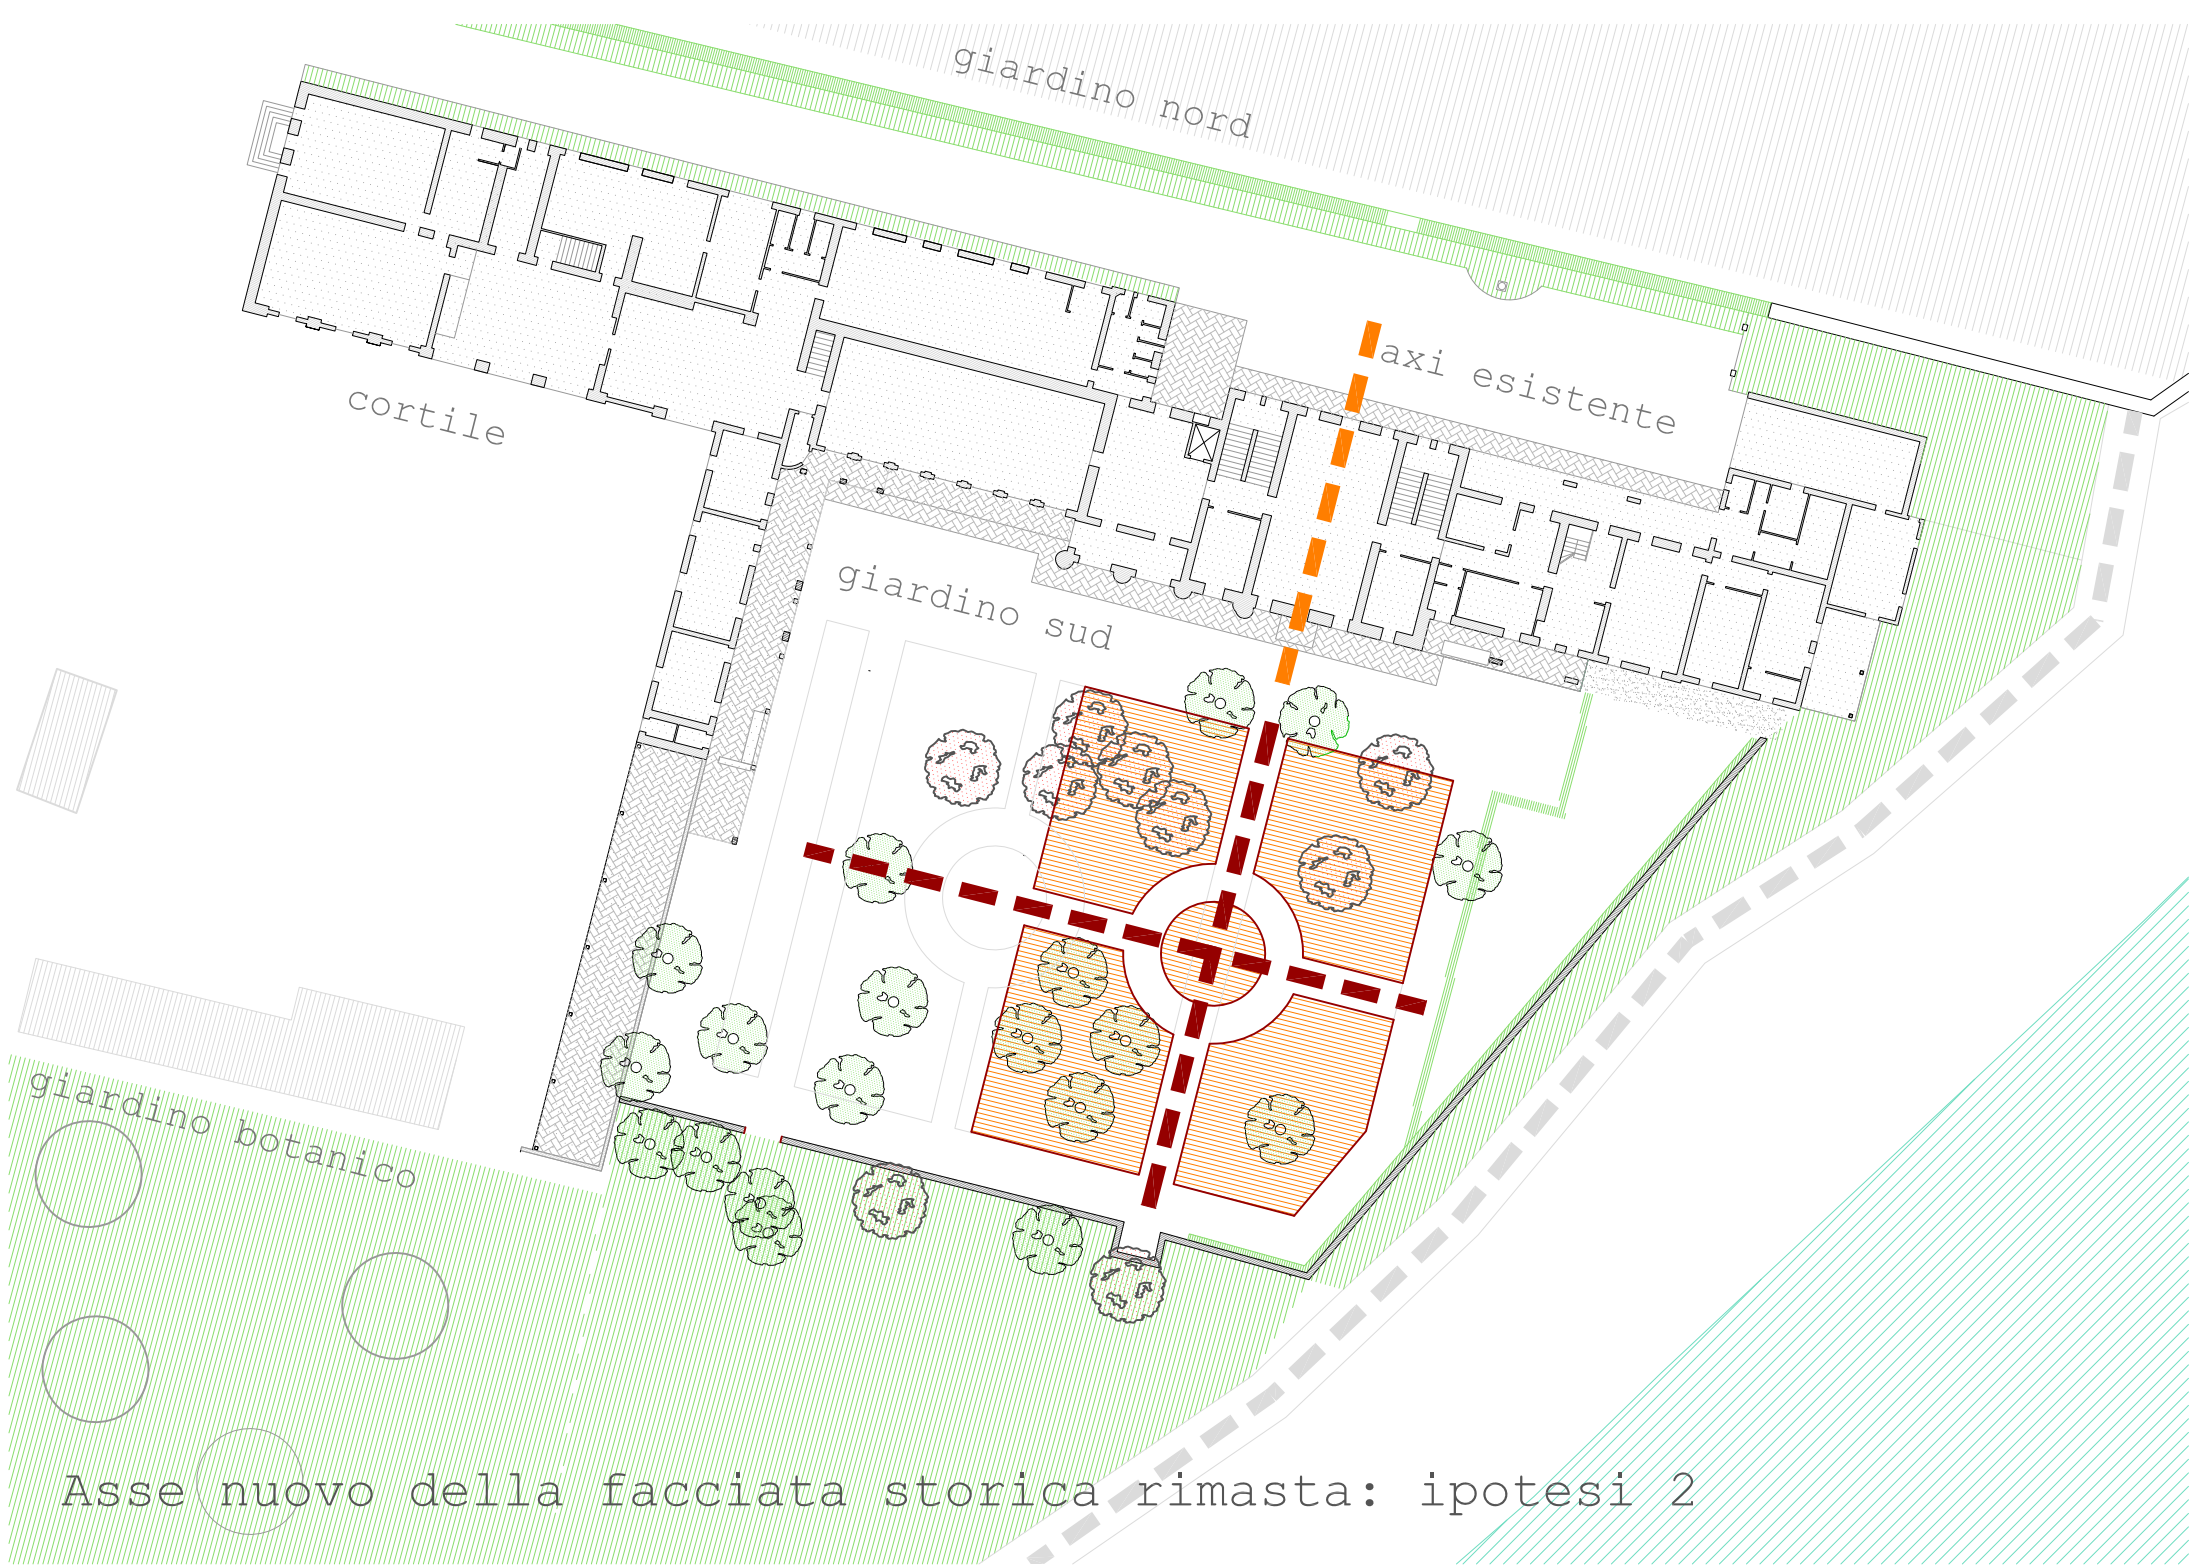 giardino nord
axi esistente
cortile
giardino sud
giardino botanico
Asse nuovo della facciata storica rimasta: ipotesi 2